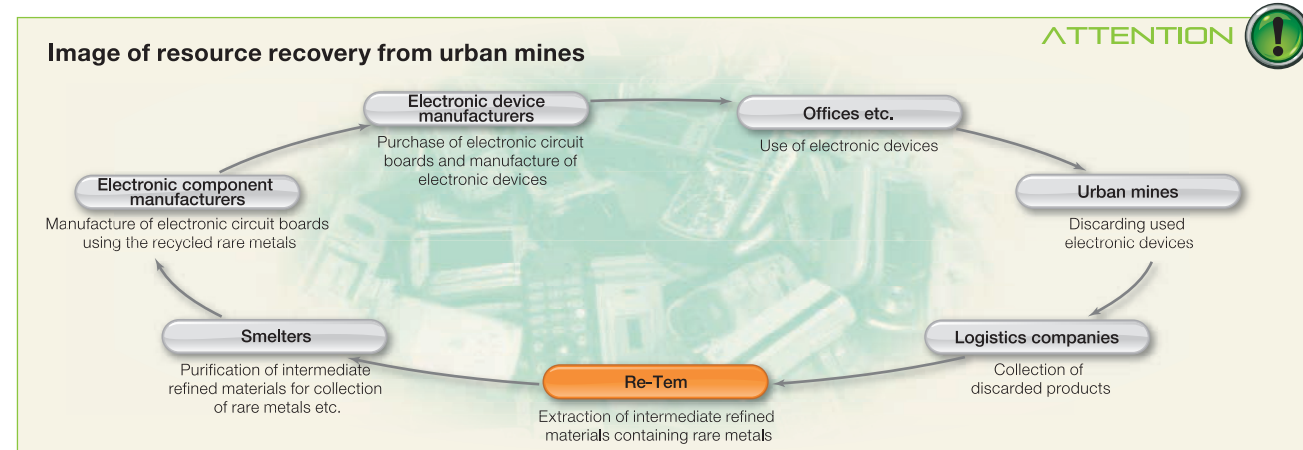 ATTENTION
Image of resource recovery from urban mines
Electronic device
manufacturers
Purchase of electronic circuit
boards and manufacture of
electronic devices
Offices etc.
Use of electronic devices
Urban mines
Discarding used
electronic devices
Logistics companies
Collection of
discarded products
Re-Tem
Extraction of intermediate refined
materials containing rare metals
Smelters
Purification of intermediate
refined materials for collection
of rare metals etc.
Electronic component
manufacturers
Manufacture of electronic circuit boards
using the recycled rare metals